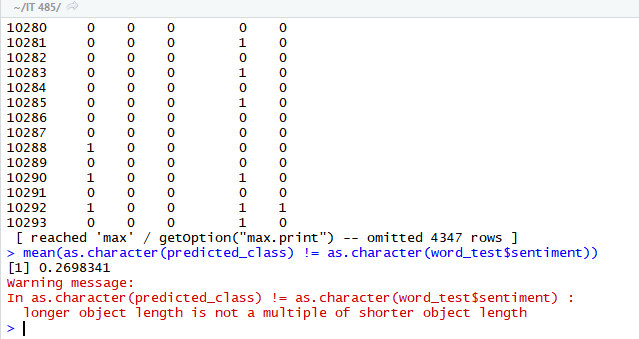 ~/IT 485/
10280 0 0 0 0 0
10281 0 0 0 1 0
10282 0 0 0 0 0
10283 0 0 0 1 0
10284 0 0 0 0 0
10285 0 0 0 1 0
10286 0 0 0 0 0
10287 0 0 0 0 0
10288 1 0 0 0 0
10289 0 0 0 0 0
10290 1 0 0 1 0
10291 0 0 0 0 0
10292 1 0 0 1 1
10293 0 0 0 1 0
[ reached 'max' / getOption("max.print") -- omitted 4347 rows ]
> mean(as.character(predicted_class) != as.character(word_test$sentiment))
[1] 0.2698341
Warning message:
In as.character(predicted_class) != as.character(word_test$sentiment) :
longer object length is not a multiple of shorter object length
>